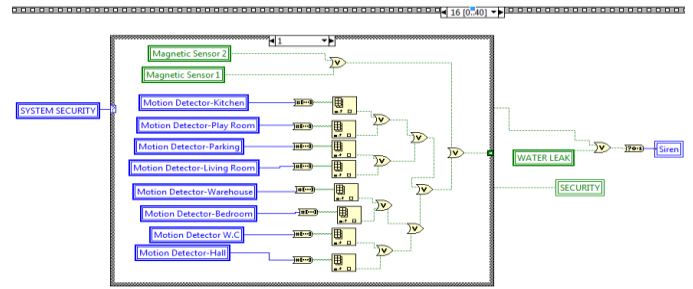 16 [0..40]
1
Magnetic Sensor 2
Magnetic Sensor 1
SYSTEM SECURITY
Motion Detector-Kitchen
Motion Detector-Play Room
Motion Detector-Parking
Motion Detector-Living Room
Motion Detector-Warehouse
Motion Detector-Bedroom
Motion Detector W.C
Motion Detector-Hall
WATER LEAK
SECURITY
Siren